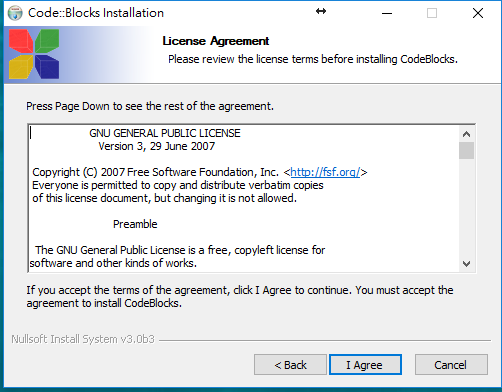 Code::Blocks Installation
License Agreement
Please review the license terms before installing CodeBlocks.
Press Page Down to see the rest of the agreement.
GNU GENERAL PUBLIC LICENSE
Version 3, 29 June 2007
Copyright (C) 2007 Free Software Foundation, Inc. <http://fsf.org/>
Everyone is permitted to copy and distribute verbatim copies
of this license document, but changing it is not allowed.
Preamble
The GNU General Public License is a free, copyleft license for
software and other kinds of works.
If you accept the terms of the agreement, click I Agree to continue. You must accept the
agreement to install CodeBlocks.
Nullsoft Install System v3.0b3
< Back
I Agree
Cancel